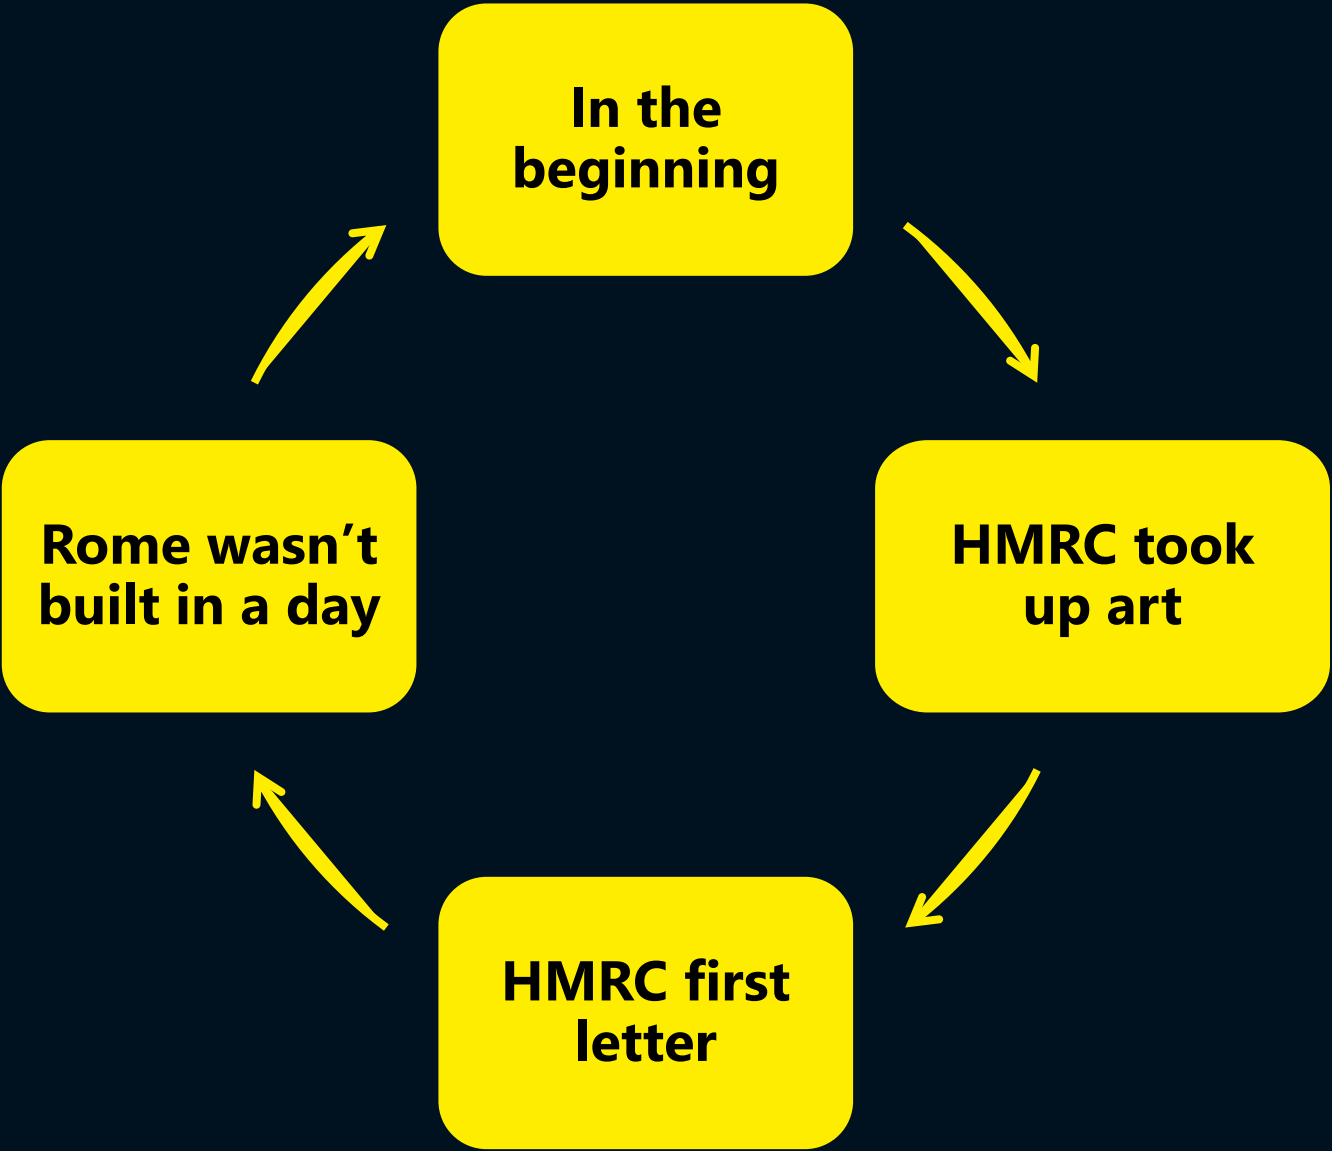 In the
beginning
HMRC took
up art
HMRC first
letter
Rome wasn’t
built in a day